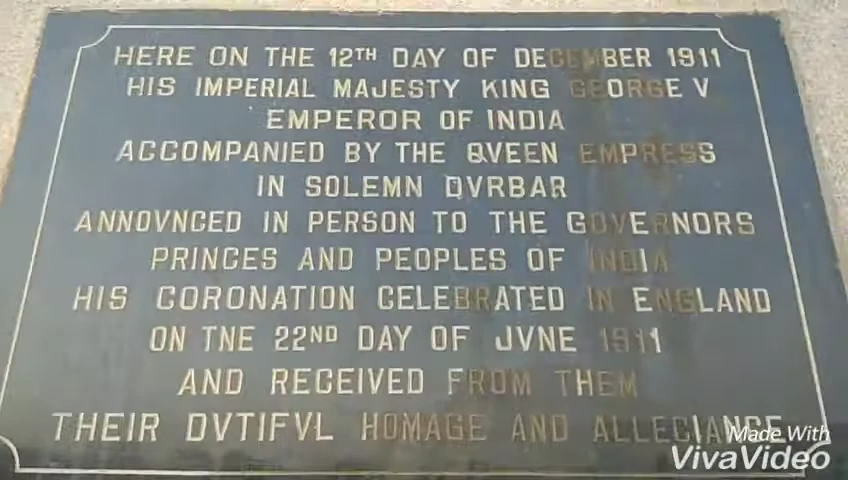 HERE ON THE 12TH DAY OF DECEMBER 1911
HIS IMPERIAL MAJESTY KING GEORGE V
EMPEROR OF INDIA
ACCOMPANIED BY THE QVEEN EMPRESS
IN SOLEMN DVRBAR
ANNOVNCED IN PERSON TO THE GOVERNORS
PRINCES AND PEOPLES OF INDIA
HIS CORONATION CELEBRATED IN ENGLAND
ON TNE 22ND DAY OF JVNE 1911
AND RECEIVED FROM THEM
THEIR DVTIFVL HOMAGE AND ALLEGIANCE
Made With
VivaVideo